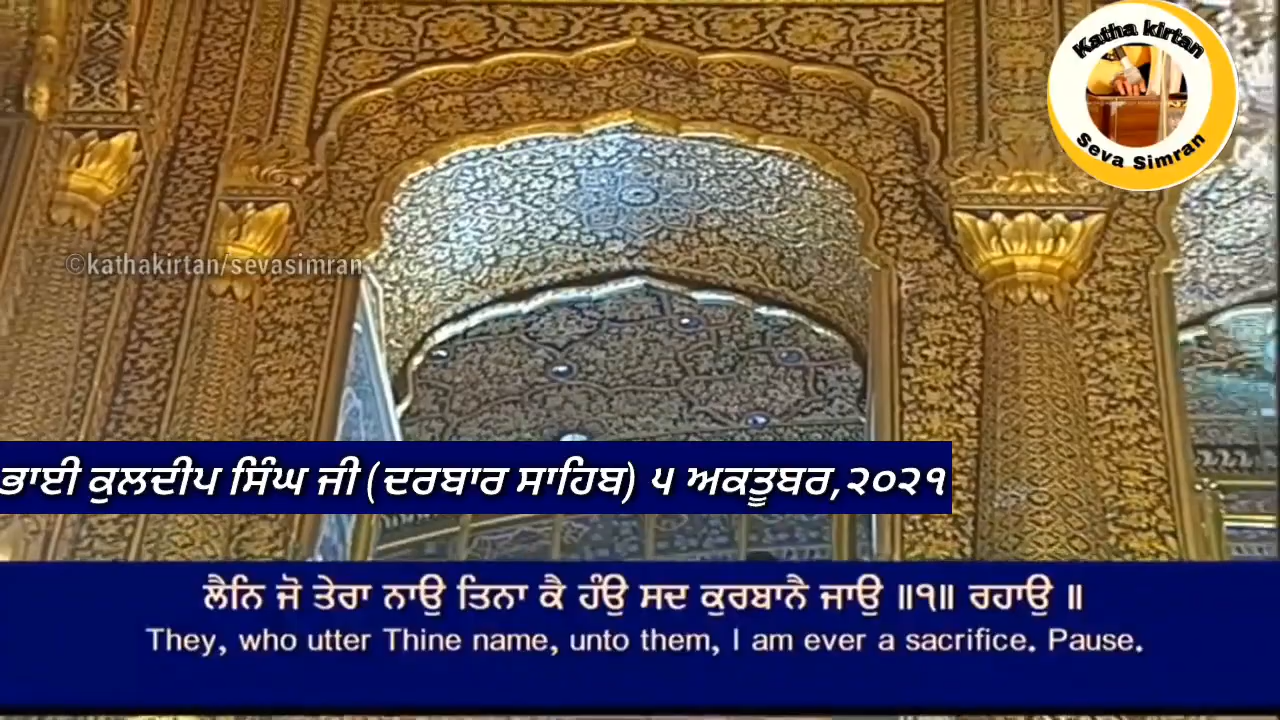 Katha kirtan
Seva Simran
©kathakirtan/sevasimran
ਭਾਈ ਕੁਲਦੀਪ ਸਿੰਘ ਜੀ (ਦਰਬਾਰ ਸਾਹਿਬ) ੫ ਅਕਤੂਬਰ,੨੦੨੧
ਲੈਨਿ ਜੋ ਤੇਰਾ ਨਾਉ ਤਿਨਾ ਕੈ ਹੰਉ ਸਦ ਕੁਰਬਾਨੈ ਜਾਉ ॥੧॥ ਰਹਾਉ ॥
They, who utter Thine name, unto them, I am ever a sacrifice. Pause.